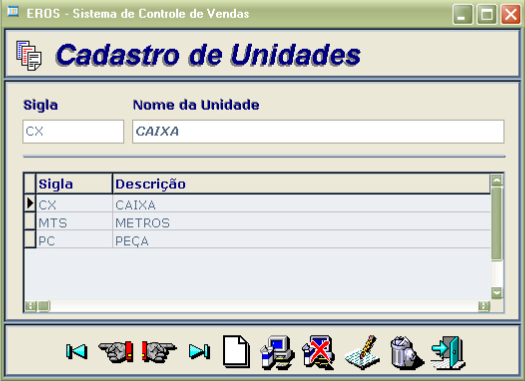 EROS - Sistema de Controle de Vendas
Cadastro de Unidades
Sigla Nome da Unidade
CX CAIXA
Sigla Descrição
CX CAIXA
MTS METROS
PC PEÇA